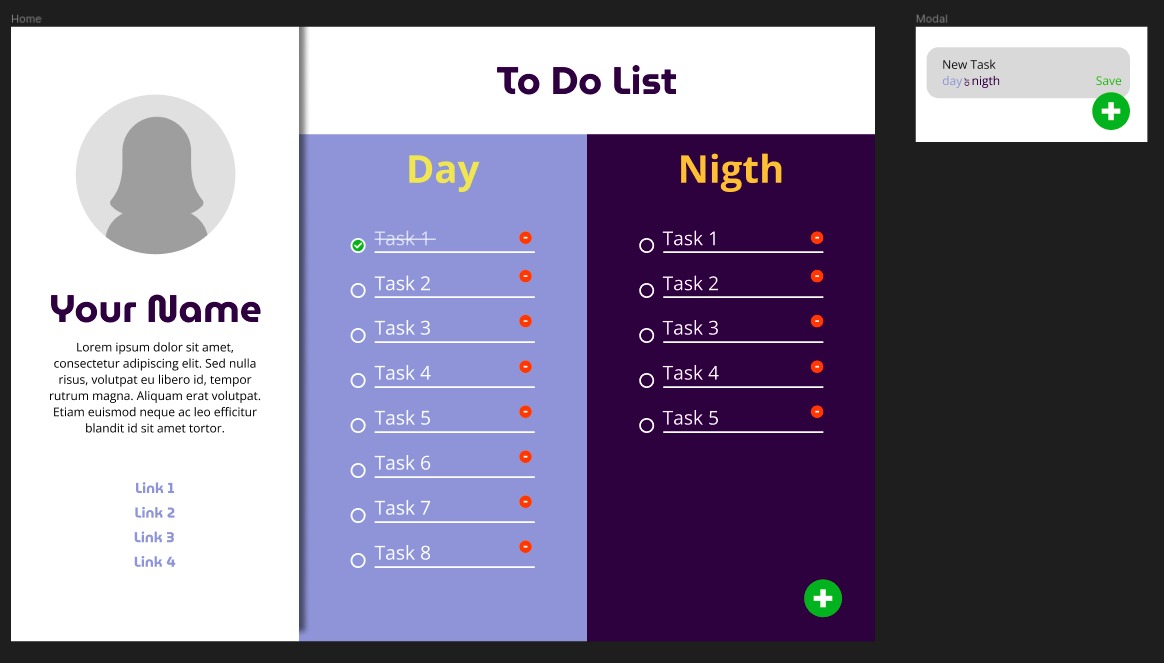 Home
Your Name
Lorem ipsum dolor sit amet,
consectetur adipiscing elit. Sed nulla
risus, volutpat eu libero id, tempor
rutrum magna. Aliquam erat volutpat.
Etiam euismod neque ac leo efficitur
blandit id sit amet tortor.
Link 1
Link 2
Link 3
Link 4
To Do List
Day
Task 1
Task 2
Task 3
Task 4
Task 5
Task 6
Task 7
Task 8
Nigth
Task 1
Task 2
Task 3
Task 4
Task 5
Modal
New Task
day nigth
Save